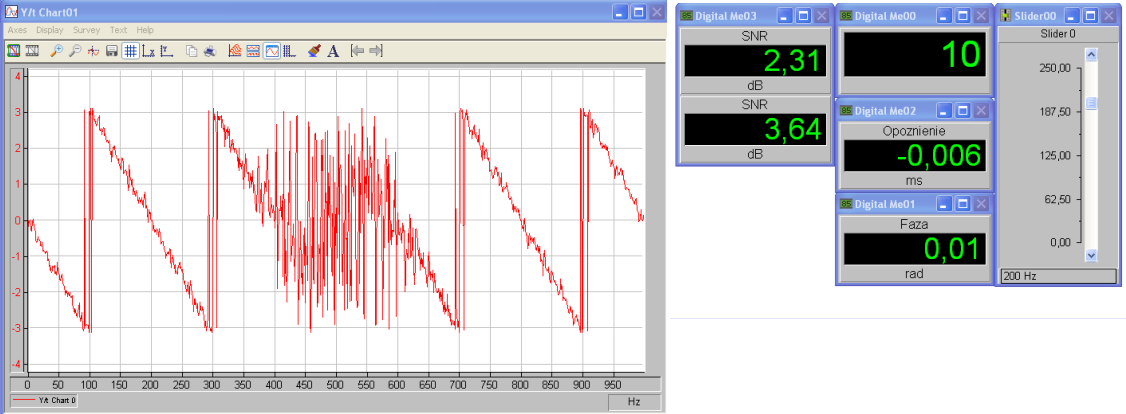 Y/t Chart01
Axes Display Survey Text Help
4
3
2
1
0
-1
-2
-3
-4
0 50 100 150 200 250 300 350 400 450 500 550 600 650 700 750 800 850 900 950
Y/t Chart 0
Hz
Digital Me03
SNR
2,31
dB
SNR
3,64
dB
Digital Me00
10
Digital Me02
Opoznienie
-0,006
ms
Digital Me01
Faza
0,01
rad
Slider00
Slider 0
250,00
187,50
125,00
62,50
0,00
200 Hz